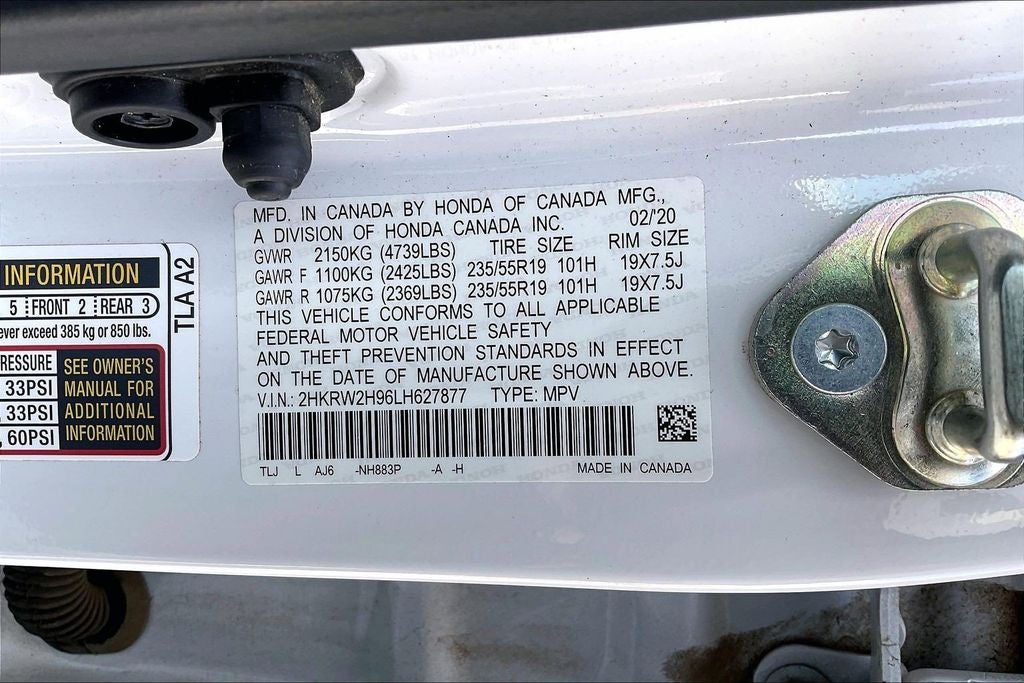 INFORMATION
5 FRONT 2 REAR 3
ever exceed 385 kg or 850 lbs.
PRESSURE
33PSI
, 33PSI
, 60PSI
SEE OWNER'S
MANUAL FOR
ADDITIONAL
INFORMATION
TLA A2
MFD. IN CANADA BY HONDA OF CANADA MFG.,
A DIVISION OF HONDA CANADA INC. 02/'20
GVWR 2150KG (4739LBS) TIRE SIZE RIM SIZE
GAWR F 1100KG (2425LBS) 235/55R19 101H 19X7.5J
GAWR R 1075KG (2369LBS) 235/55R19 101H 19X7.5J
THIS VEHICLE CONFORMS TO ALL APPLICABLE
FEDERAL MOTOR VEHICLE SAFETY
AND THEFT PREVENTION STANDARDS IN EFFECT
ON THE DATE OF MANUFACTURE SHOWN ABOVE.
V.I.N.: 2HKRW2H96LH627877 TYPE: MPV
TLJ L AJ6 -NH883P -A -H MADE IN CANADA